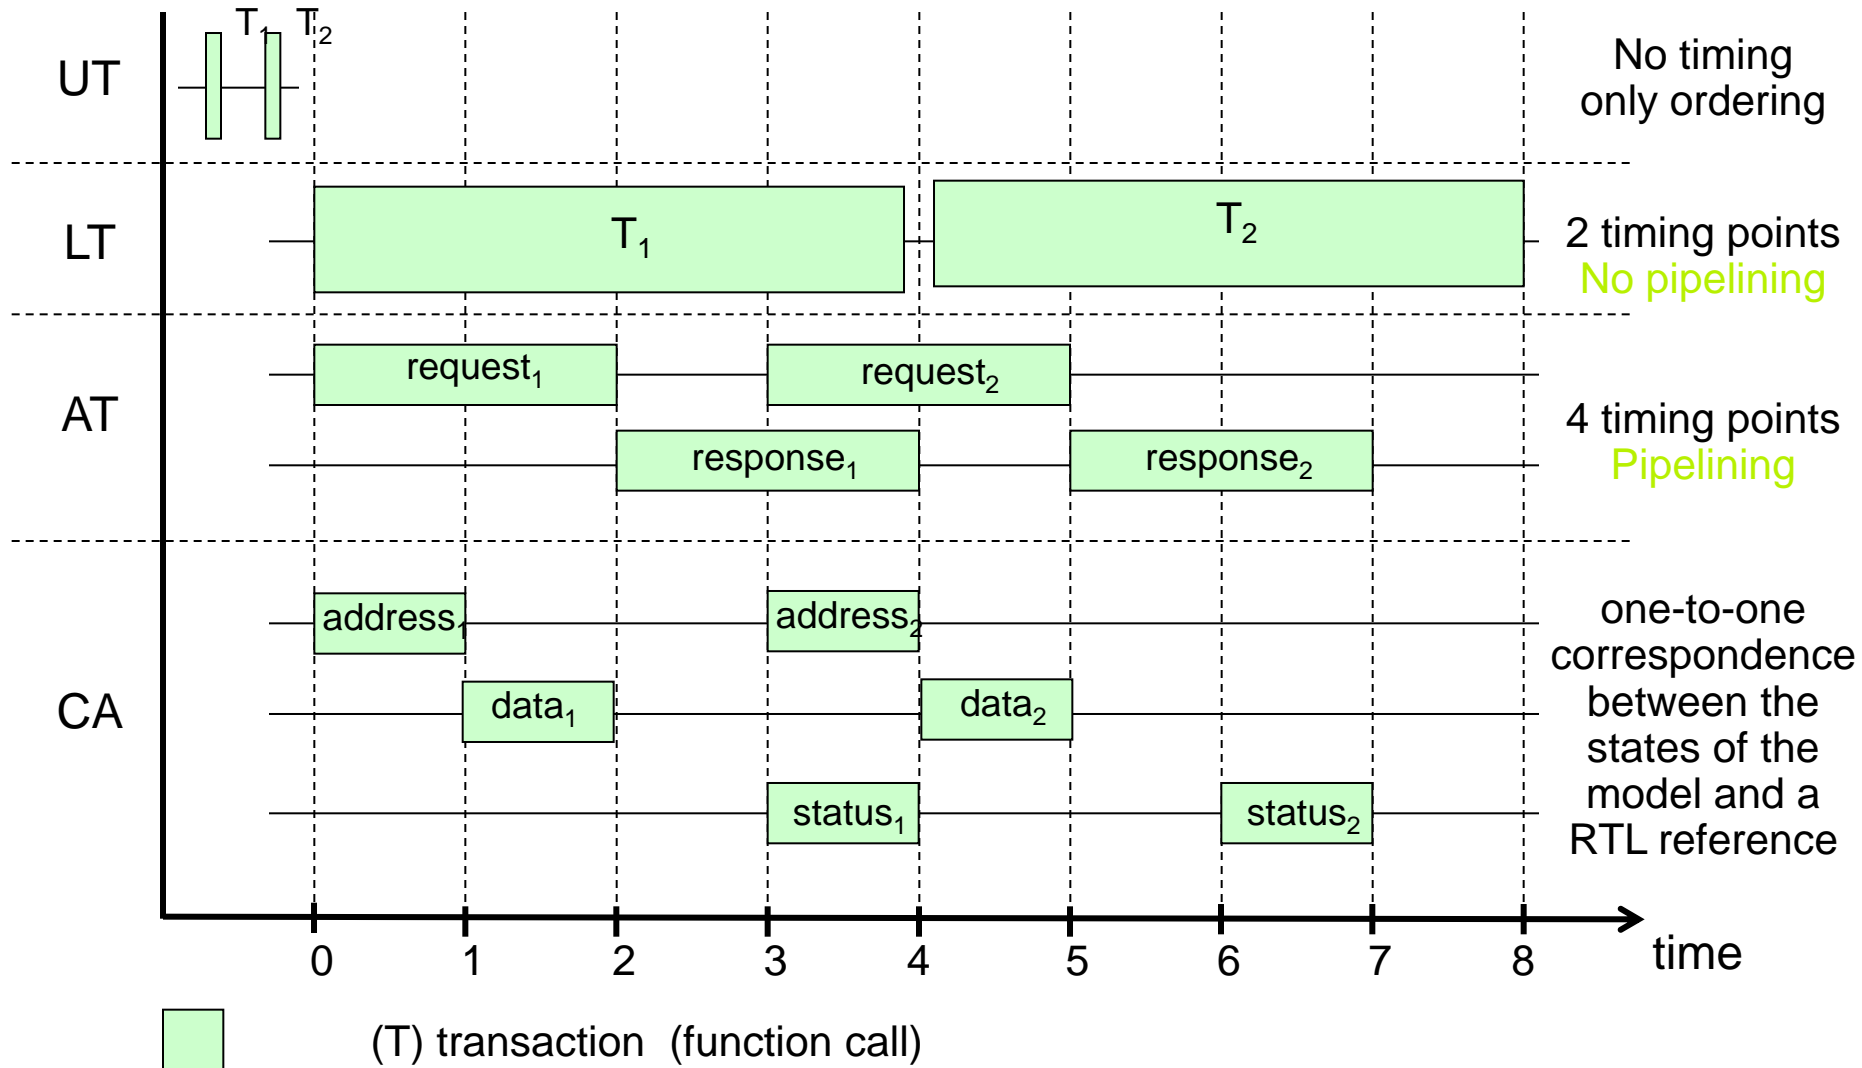 T₁ T₂
UT
No timing
only ordering
LT
T₁
T₂
2 timing points
No pipelining
AT
request₁
request₂
response₁
response₂
4 timing points
Pipelining
CA
address₁
address₂
data₁
data₂
status₁
status₂
one-to-one
correspondence
between the
states of the
model and a
RTL reference
0 1 2 3 4 5 6 7 8
time
(T) transaction (function call)